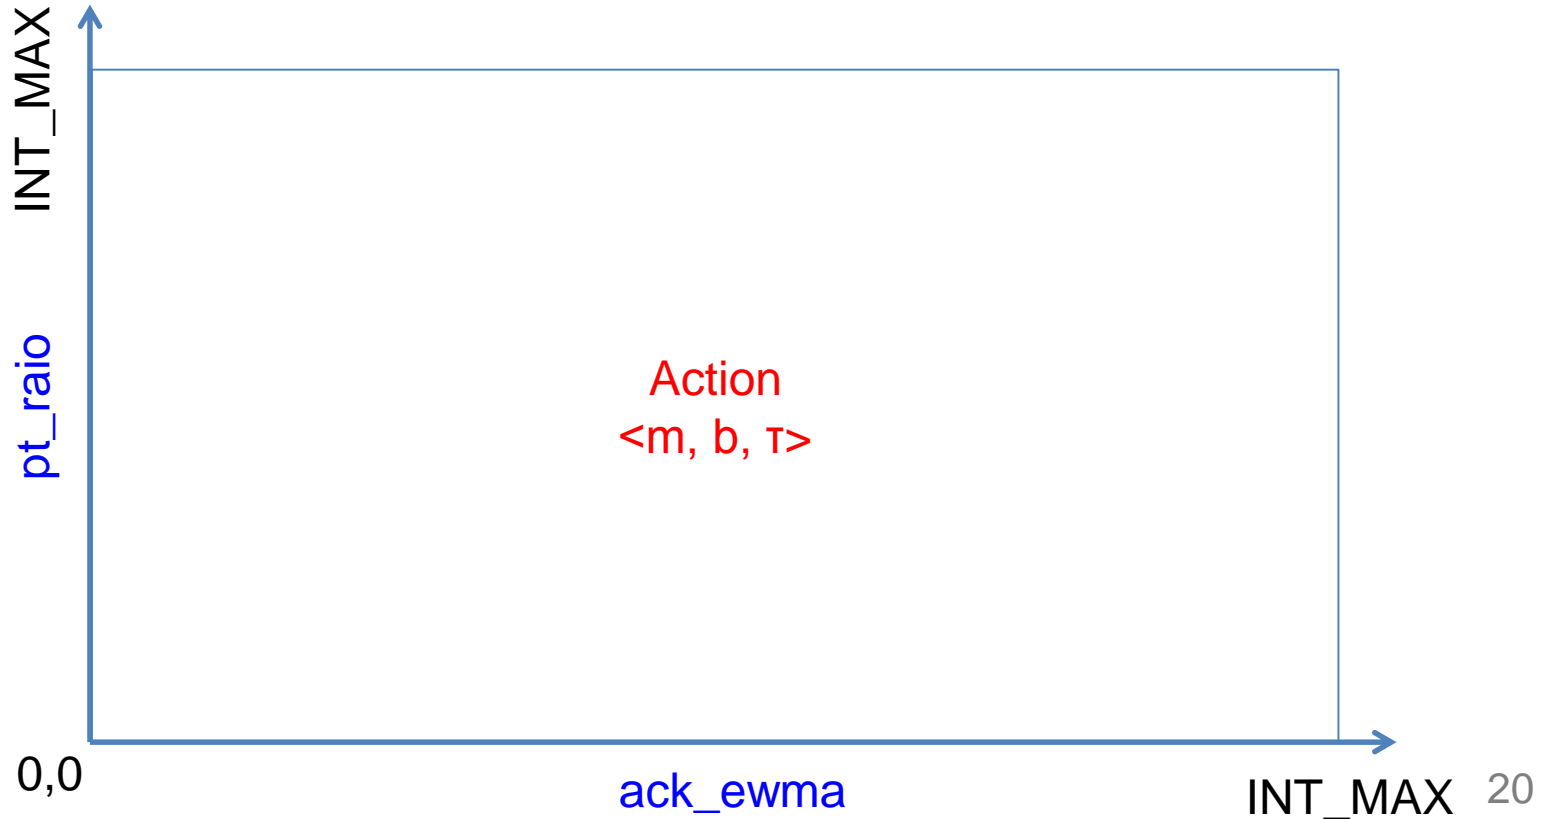 INT_MAX
pt_raio
Action
<m, b, τ>
0,0
ack_ewma
INT_MAX
20